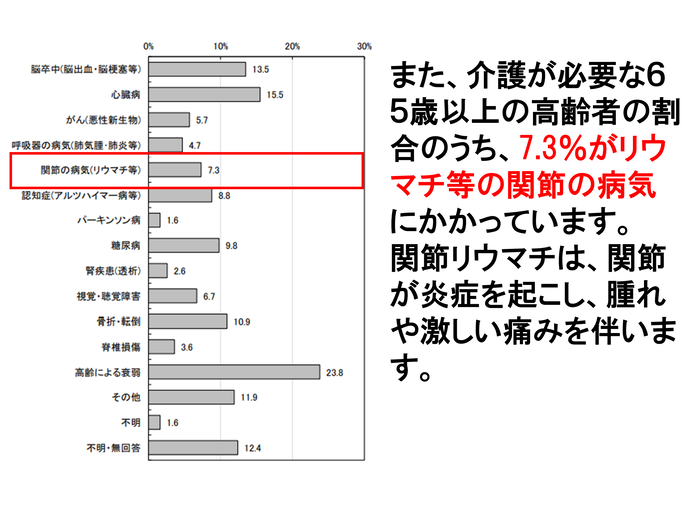 0%
10%
20%
30%
脳卒中(脳出血・脳梗塞等)
13.5
心臓病
15.5
がん(悪性新生物)
5.7
呼吸器の病気(肺気腫・肺炎等)
4.7
関節の病気(リウマチ等)
7.3
認知症(アルツハイマー病等)
8.8
パーキンソン病
1.6
糖尿病
9.8
腎疾患(透析)
2.6
視覚・聴覚障害
6.7
骨折・転倒
10.9
脊椎損傷
3.6
高齢による衰弱
23.8
その他
11.9
不明
1.6
不明・無回答
12.4
また、介護が必要な6
5歳以上の高齢者の割
合のうち、7.3%がリウ
マチ等の関節の病気
にかかっています。
関節リウマチは、関節
が炎症を起こし、腫れ
や激しい痛みを伴いま
す。